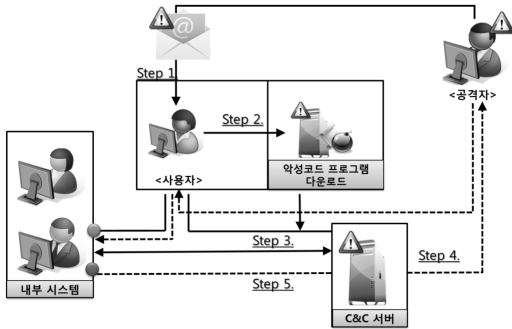 @
Step 1.
<공격자>
Step 2.
<사용자>
악성코드 프로그램
다운로드
Step 3.
Step 4.
Step 5.
내부 시스템
C&C 서버